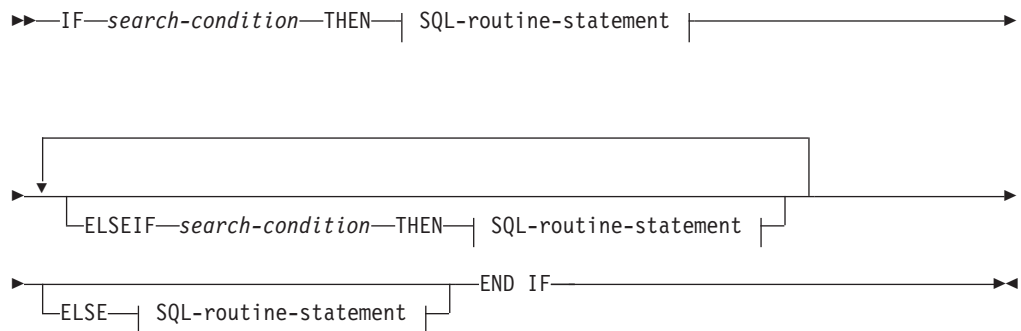 IF search-condition THEN SQL-routine-statement
ELSEIF search-condition THEN SQL-routine-statement
END IF
ELSE SQL-routine-statement